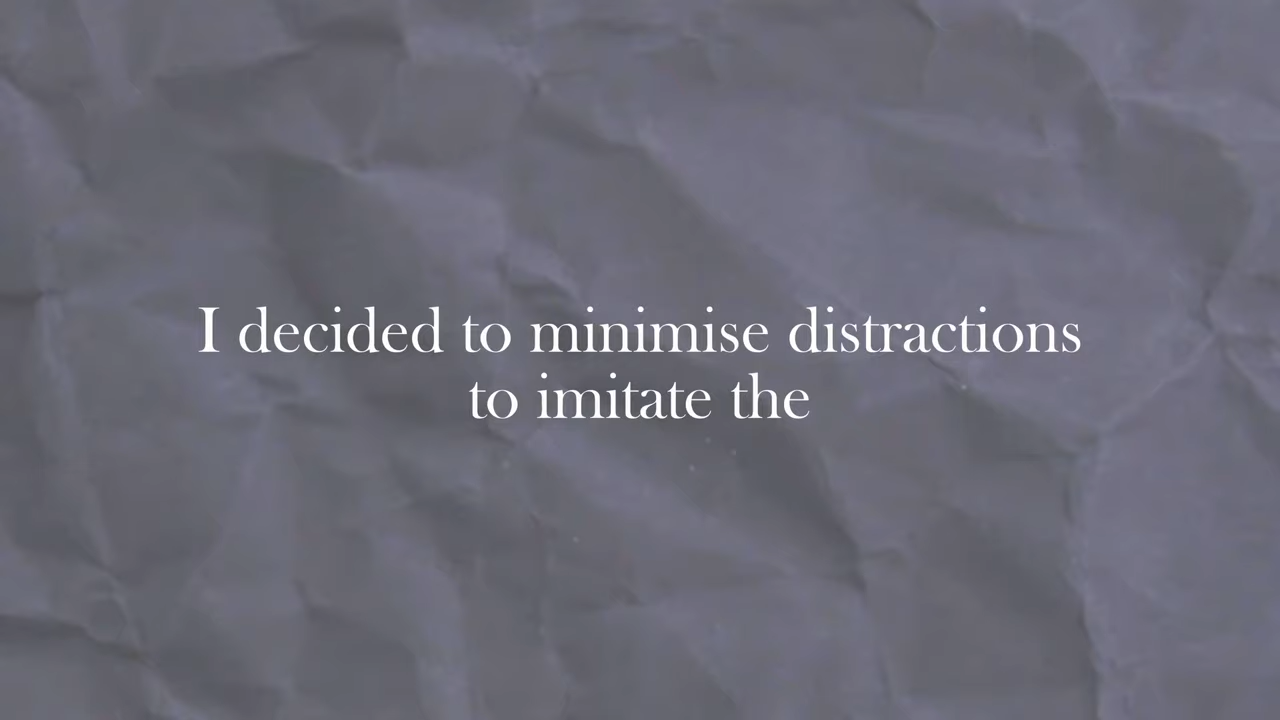 I decided to minimise distractions
to imitate the